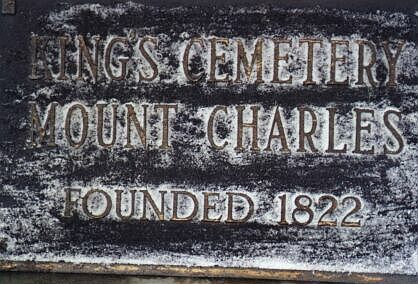 KING'S CEMETERY
MOUNT CHARLES
FOUNDED 1822